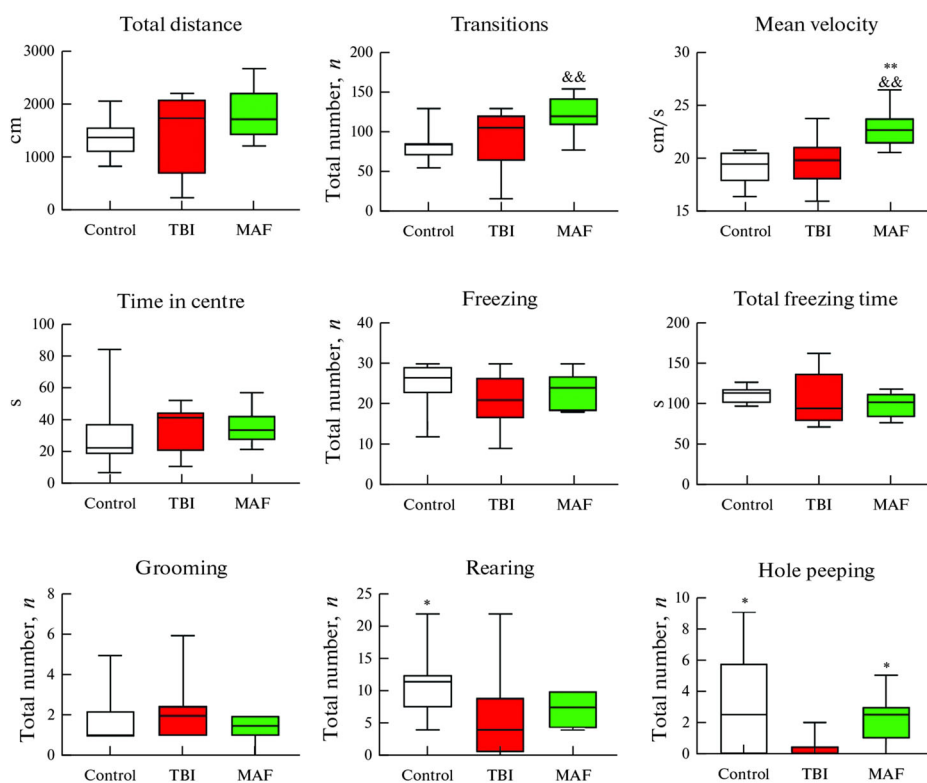 Total distance
3000
2000
1000
0
cm
Control TBI MAF
Transitions
200
150
100
50
0
Total number, n
&&
Control TBI MAF
Mean velocity
30
25
20
15
cm/s
**
&&
Control TBI MAF
Time in centre
100
80
60
40
20
0
s
Control TBI MAF
Freezing
40
30
20
10
0
Total number, n
Control TBI MAF
Total freezing time
200
150
100
50
0
s
Control TBI MAF
Grooming
8
6
4
2
0
Total number, n
Control TBI MAF
Rearing
25
20
15
10
5
0
Total number, n
*
Control TBI MAF
Hole peeping
10
8
6
4
2
0
Total number, n
*
*
Control TBI MAF